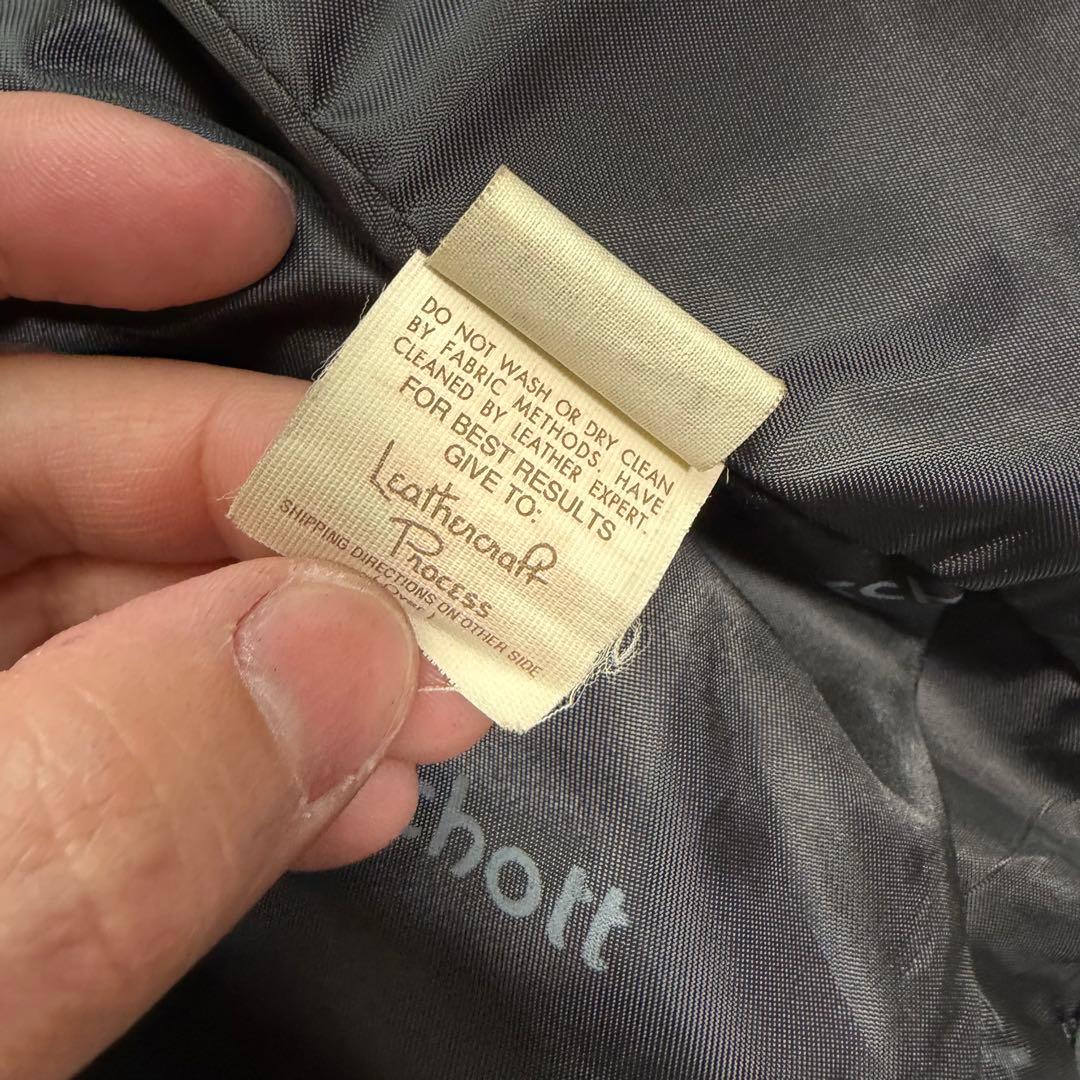 DO NOT WASH OR DRY CLEAN
BY FABRIC METHODS. HAVE
CLEANED BY LEATHER EXPERT.
FOR BEST RESULTS
GIVE TO:
Leathercraft
Process
SHIPPING DIRECTIONS ON OTHER SIDE
chott